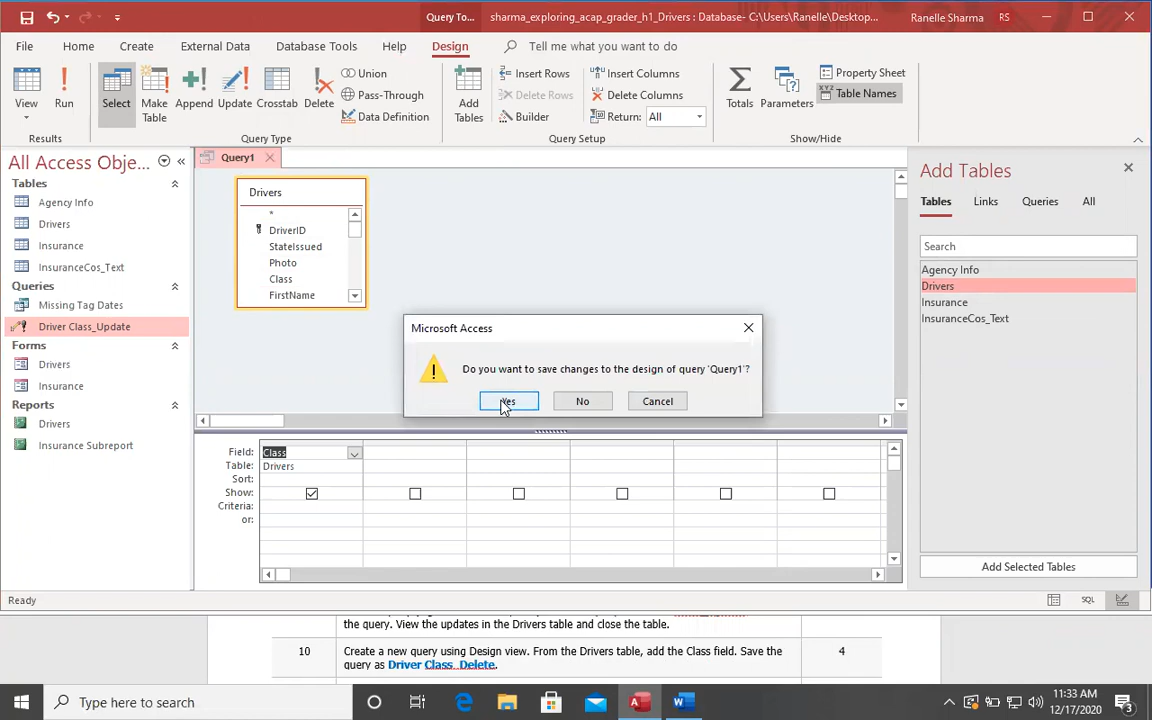 Query To...
sharma_exploring_acap_grader_h1_Drivers : Database- C:\Users\Ranelle\Desktop...
Ranelle Sharma
RS
File
Home
Create
External Data
Database Tools
Help
Design
Tell me what you want to do
View
Run
Select
Make Table
Append
Update
Crosstab
Delete
Union
Pass-Through
Data Definition
Add Tables
Insert Rows
Delete Rows
Builder
Insert Columns
Delete Columns
Return: All
Totals
Parameters
Property Sheet
Table Names
Results
Query Type
Query Setup
Show/Hide
All Access Obje...
Tables
Agency Info
Drivers
Insurance
InsuranceCos_Text
Queries
Missing Tag Dates
Driver Class_Update
Forms
Drivers
Insurance
Reports
Drivers
Insurance Subreport
Query1
Drivers
*
DriverID
StateIssued
Photo
Class
FirstName
Microsoft Access
Do you want to save changes to the design of query 'Query1'?
Yes
No
Cancel
Field: Class
Table: Drivers
Sort:
Show:
Criteria:
or:
Add Tables
Tables
Links
Queries
All
Search
Agency Info
Drivers
Insurance
InsuranceCos_Text
Add Selected Tables
Ready
SQL
the query. View the updates in the Drivers table and close the table.
10
Create a new query using Design view. From the Drivers table, add the Class field. Save the
query as Driver Class_Delete.
4
Type here to search
11:33 AM
12/17/2020
3